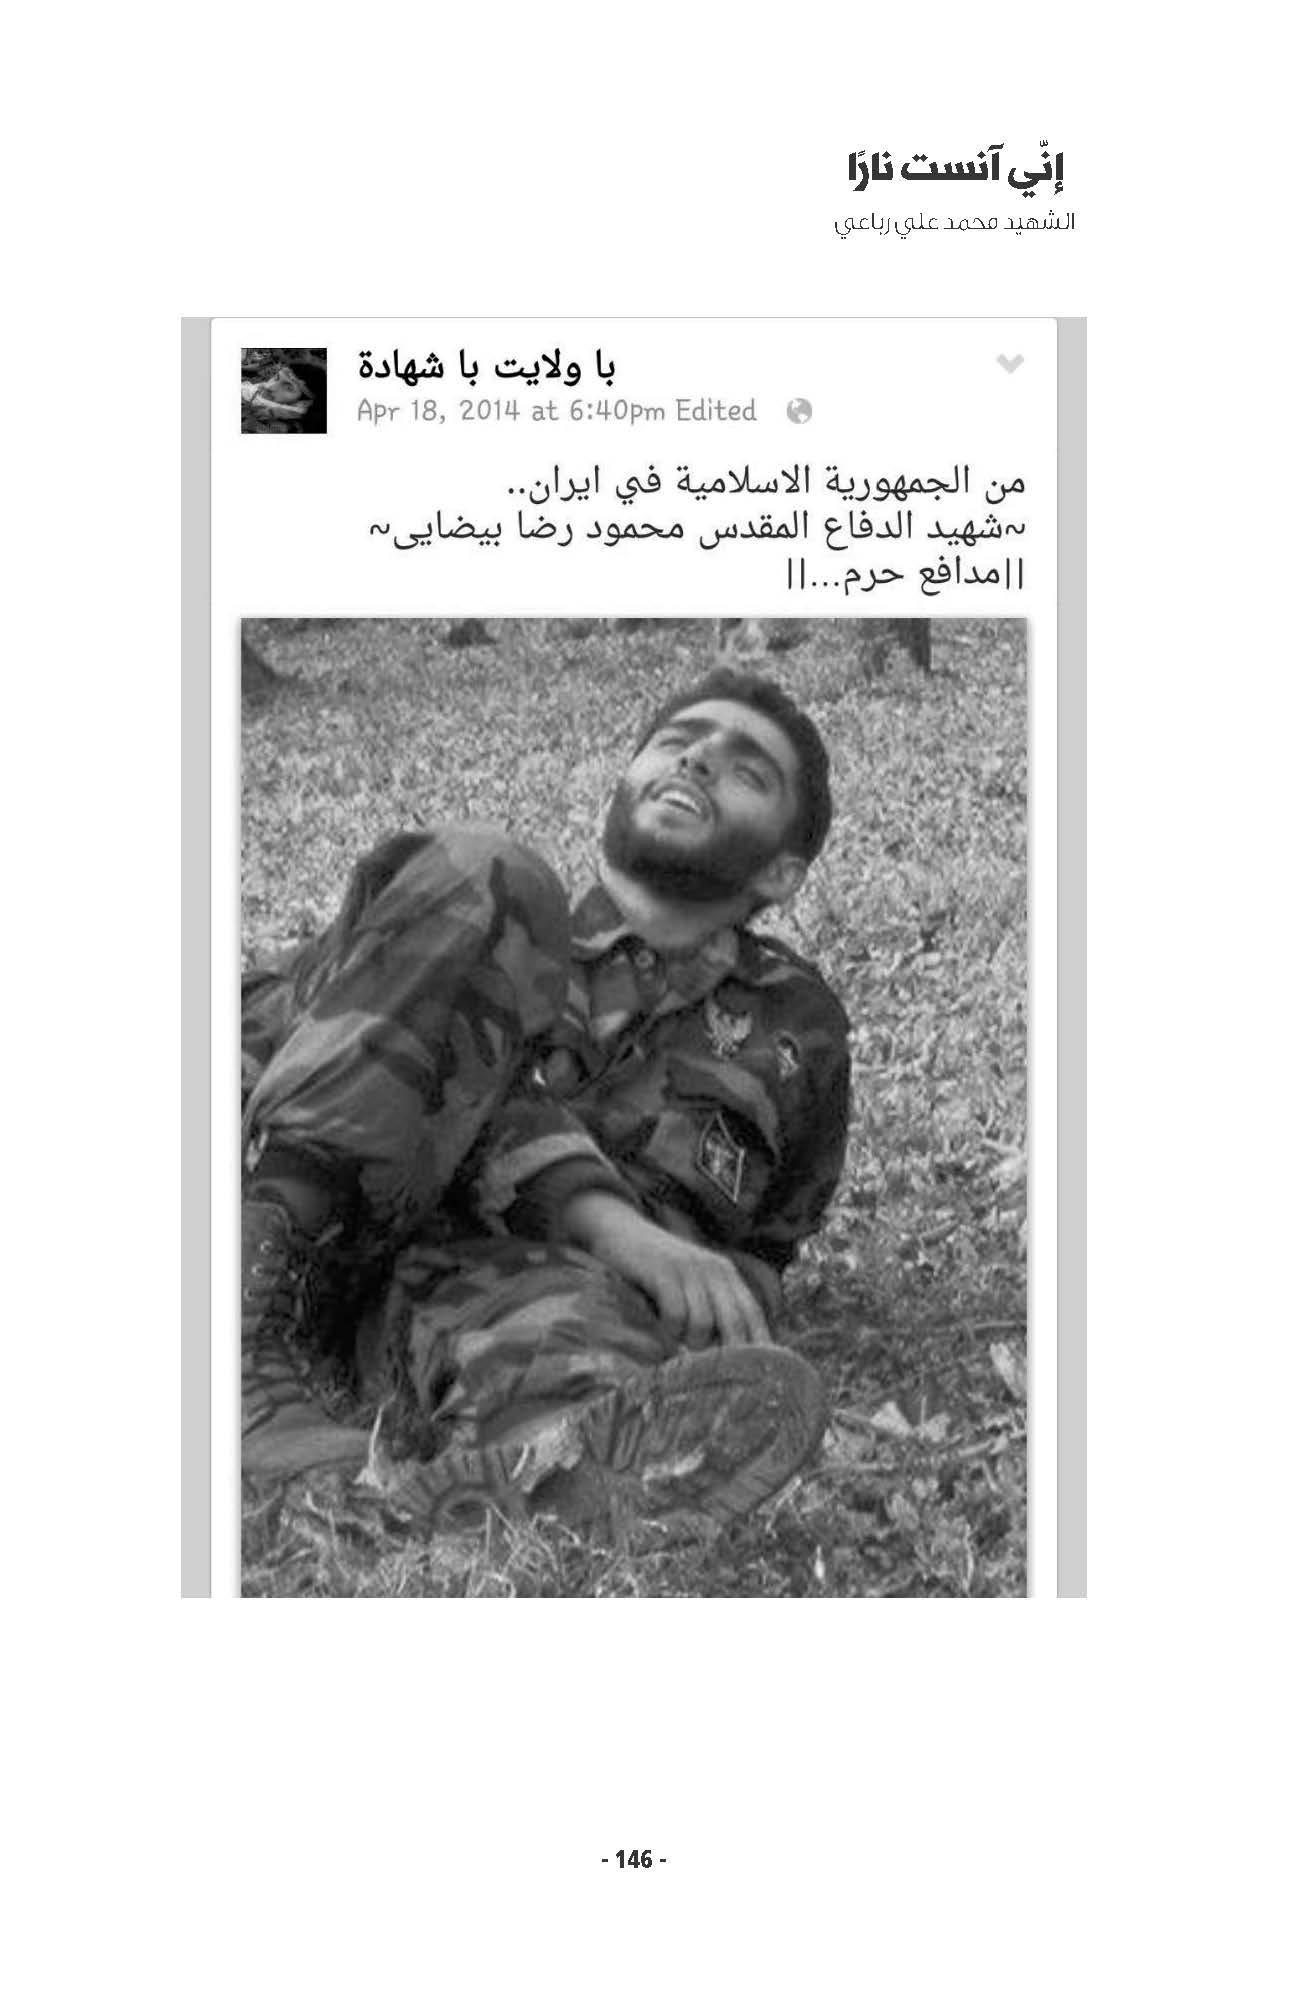 إنّي آنست نارًا
الشهيد محمد علي رباعي
با ولايت با شهادة
Apr 18, 2014 at 6:40pm Edited
من الجمهورية الاسلامية في ايران..
~شهيد الدفاع المقدس محمود رضا بيضایی~
||مدافع حرم...||
- 146 -